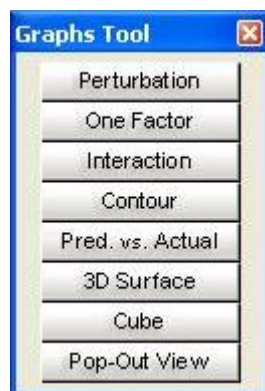 Graphs Tool
Perturbation
One Factor
Interaction
Contour
Pred. vs. Actual
3D Surface
Cube
Pop-Out View